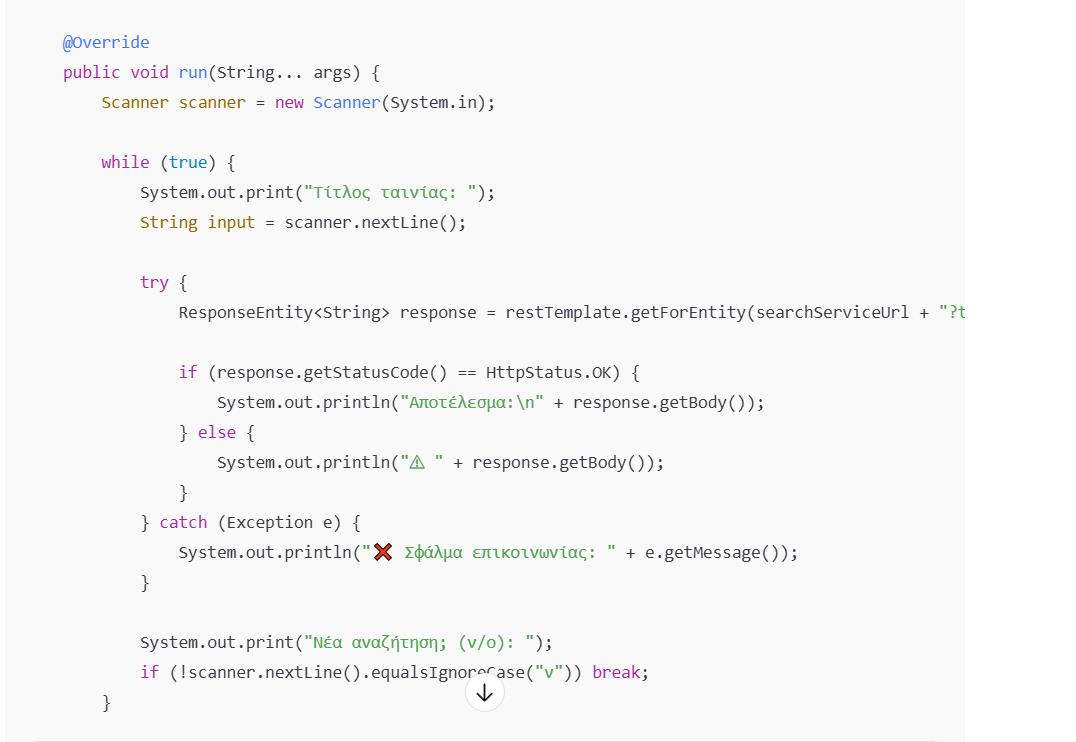 @Override
public void run(String... args) {
Scanner scanner = new Scanner(System.in);
while (true) {
System.out.print("Τίτλος ταινίας: ");
String input = scanner.nextLine();
try {
ResponseEntity<String> response = restTemplate.getForEntity(searchServiceUrl + "?t
if (response.getStatusCode() == HttpStatus.OK) {
System.out.println("Αποτέλεσμα:\n" + response.getBody());
} else {
System.out.println("⚠ " + response.getBody());
}
} catch (Exception e) {
System.out.println("❌ Σφάλμα επικοινωνίας: " + e.getMessage());
}
System.out.print("Νέα αναζήτηση; (ν/ο): ");
if (!scanner.nextLine().equalsIgnoreCase("ν")) break;
}